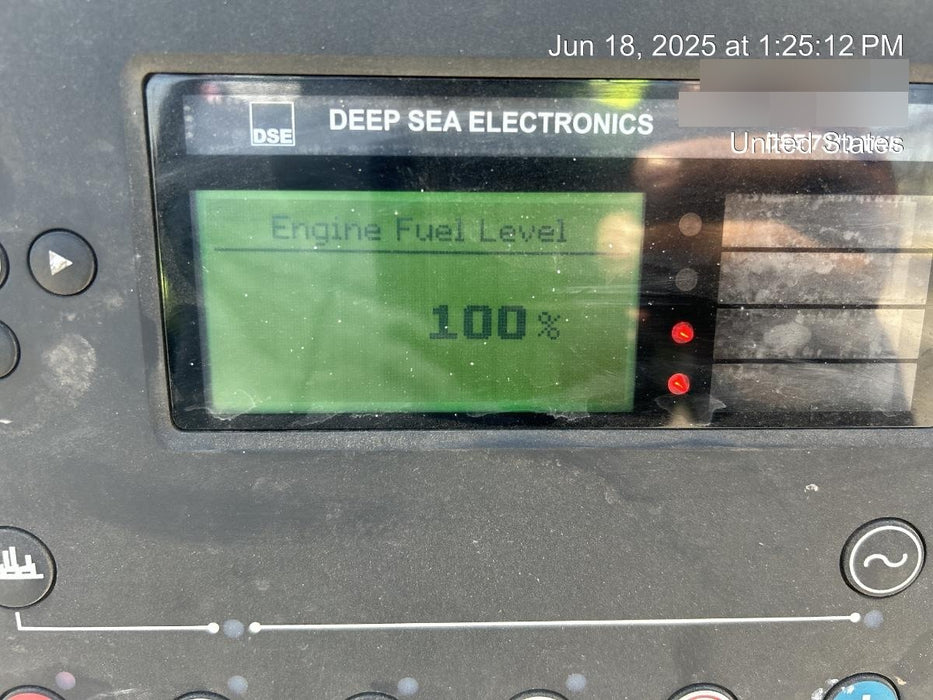 Jun 18, 2025 at 1:25:12 PM
United States
DSE
DEEP SEA ELECTRONICS
Engine Fuel Level
100 %